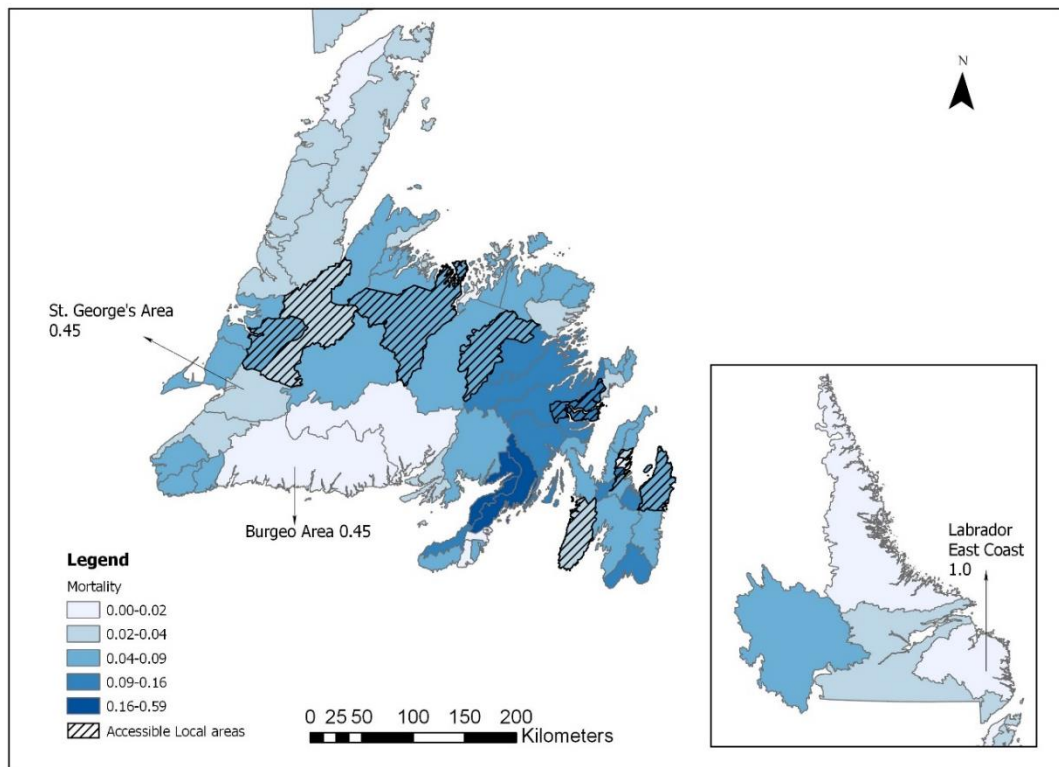 N
St. George's Area
0.45
Burgeo Area 0.45
Labrador
East Coast
1.0
Legend
Mortality
0.00-0.02
0.02-0.04
0.04-0.09
0.09-0.16
0.16-0.59
Accessible Local areas
0 25 50 100 150 200
Kilometers